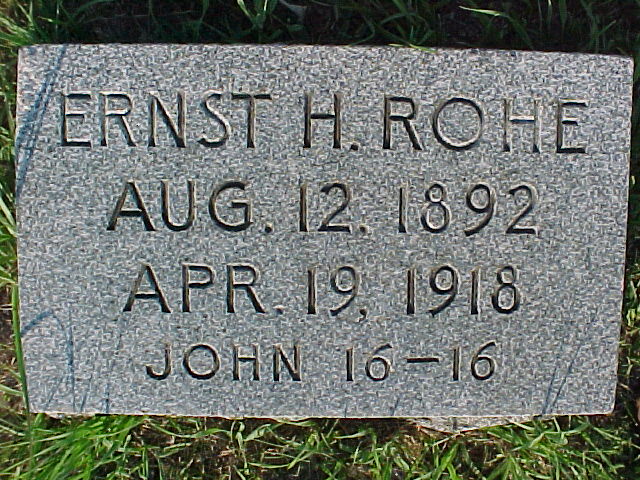 ERNST H. ROHE
AUG. 12. 1892
APR. 19, 1918
JOHN 16-16